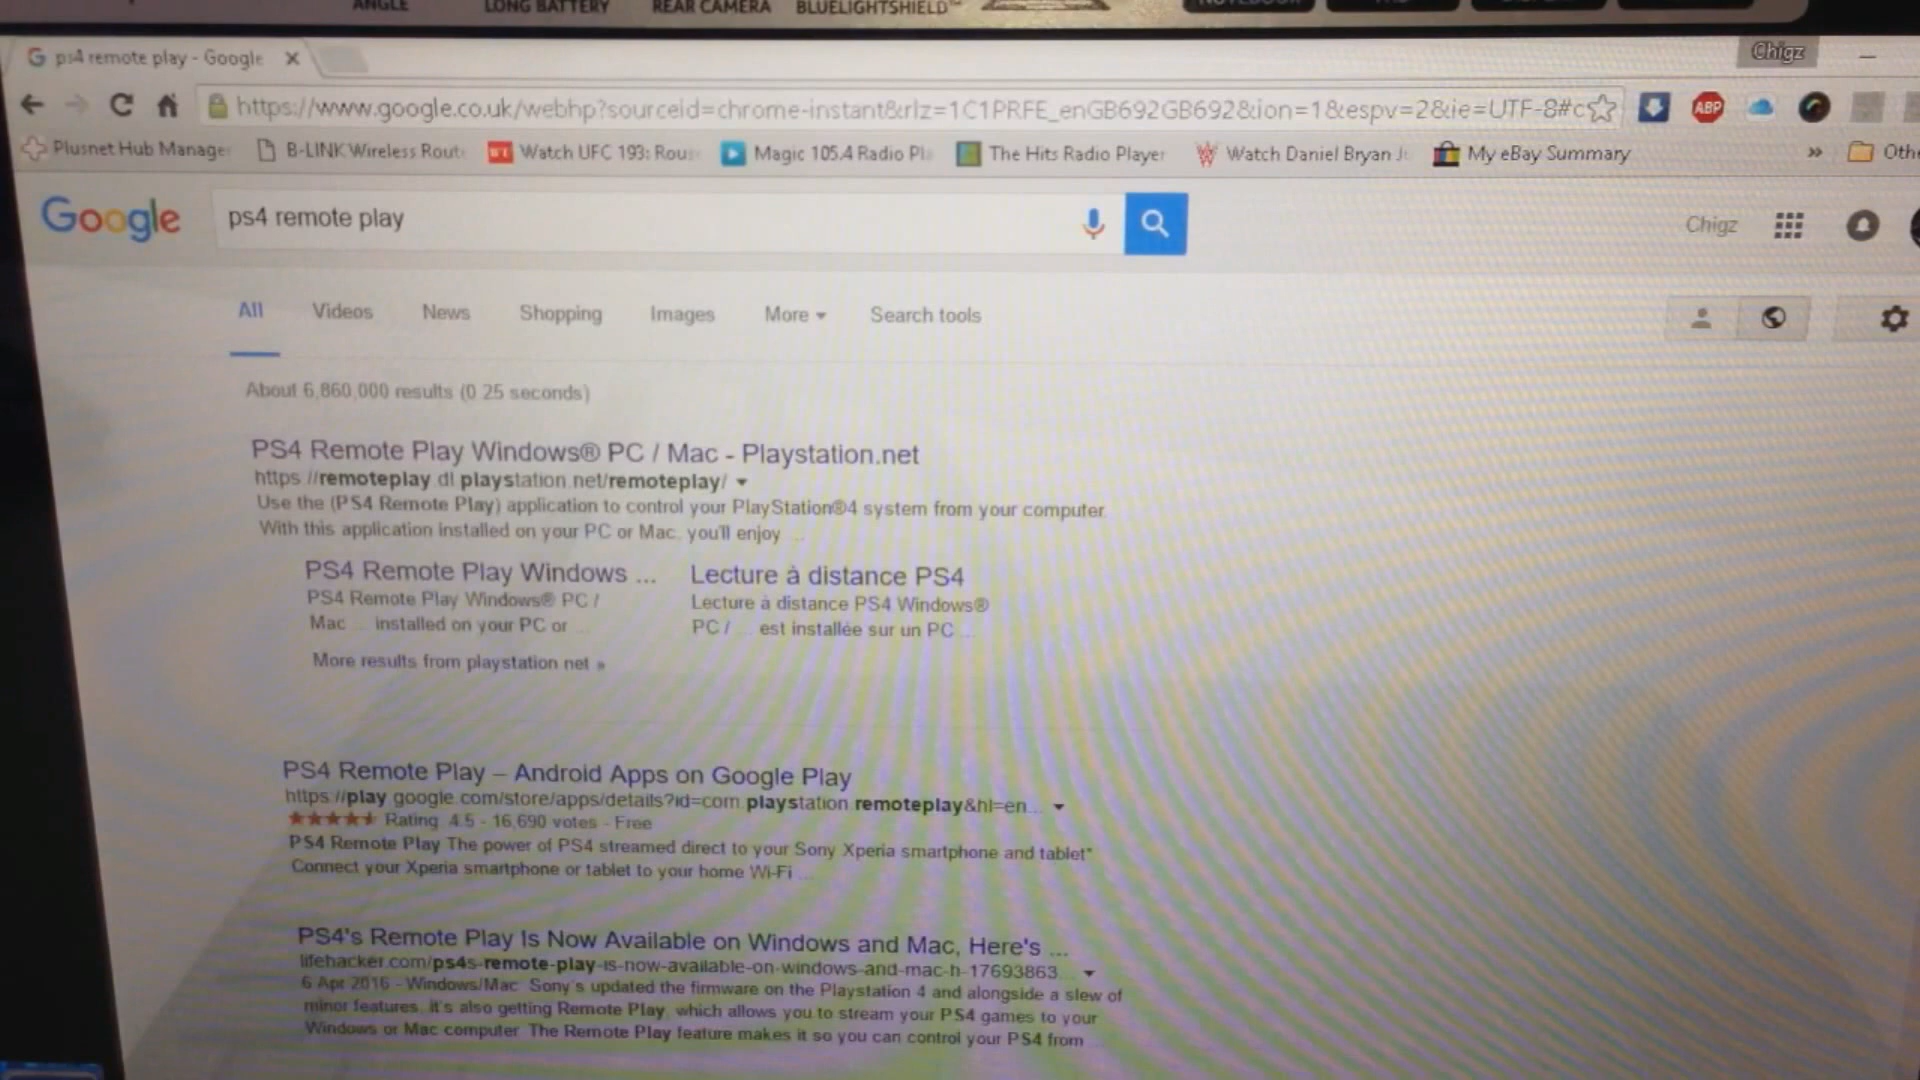 ANGLE LONG BATTERY REAR CAMERA BLUELIGHTSHIELD
ps4 remote play - Google
Chigz
https://www.google.co.uk/webhp?sourceid=chrome-instant&rlz=1C1PRFE_enGB692GB692&ion=1&espv=2&ie=UTF-8#c
ABP
Plusnet Hub Manage B-LINK Wireless Rout Watch UFC 193: Rous Magic 105.4 Radio Pla The Hits Radio Player Watch Daniel Bryan J My eBay Summary » Othe
Google ps4 remote play
Chigz
All Videos News Shopping Images More Search tools
About 6,860,000 results (0.25 seconds)
PS4 Remote Play Windows® PC / Mac - Playstation.net
https://remoteplay.dl.playstation.net/remoteplay/
Use the (PS4 Remote Play) application to control your PlayStation®4 system from your computer.
With this application installed on your PC or Mac, you'll enjoy ...
PS4 Remote Play Windows ... Lecture à distance PS4
PS4 Remote Play Windows® PC / Lecture à distance PS4 Windows®
Mac ... installed on your PC or ... PC / ... est installée sur un PC ...
More results from playstation.net »
PS4 Remote Play – Android Apps on Google Play
https://play.google.com/store/apps/details?id=com.playstation.remoteplay&hl=en...
Rating: 4.5 - 16,690 votes - Free
PS4 Remote Play The power of PS4 streamed direct to your Sony Xperia smartphone and tablet*
Connect your Xperia smartphone or tablet to your home Wi-Fi ...
PS4's Remote Play Is Now Available on Windows and Mac, Here's ...
lifehacker.com/ps4s-remote-play-is-now-available-on-windows-and-mac-h-17693863...
6 Apr 2016 - Windows/Mac: Sony's updated the firmware on the Playstation 4 and alongside a slew of
minor features, it's also getting Remote Play, which allows you to stream your PS4 games to your
Windows or Mac computer. The Remote Play feature makes it so you can control your PS4 from